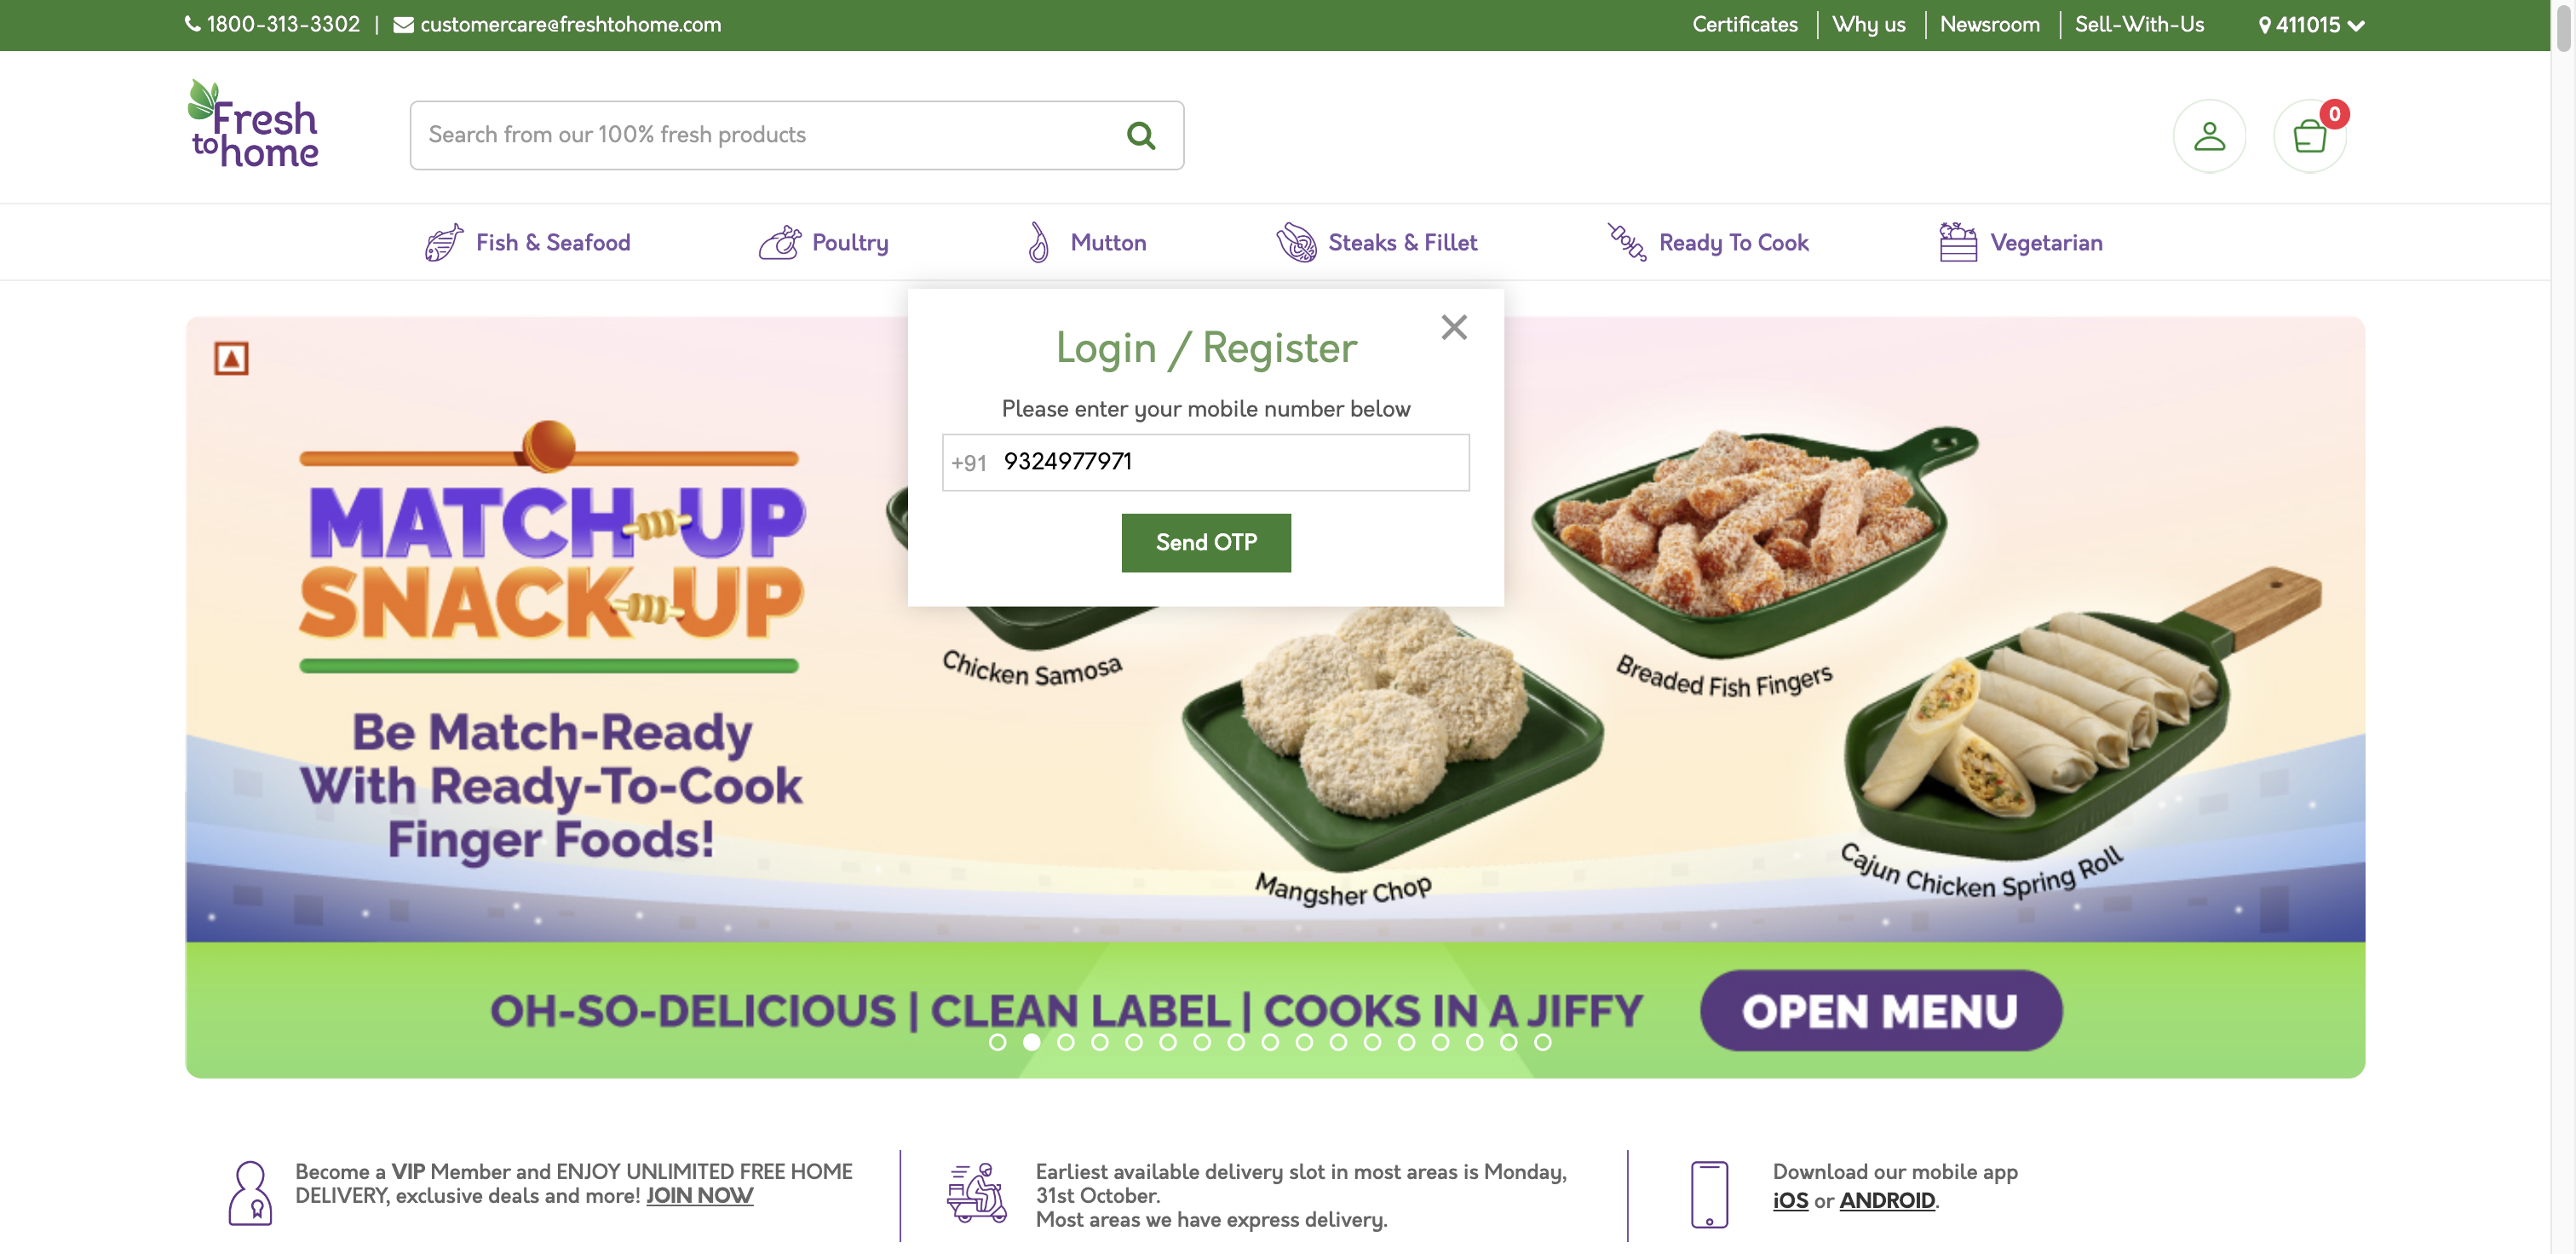 1800-313-3302 | customercare@freshtohome.com
Certificates | Why us | Newsroom | Sell-With-Us
411015
Fresh
to home
Search from our 100% fresh products
0
Fish & Seafood
Poultry
Mutton
Steaks & Fillet
Ready To Cook
Vegetarian
Login / Register
Please enter your mobile number below
+91 9324977971
Send OTP
MATCH UP
SNACK UP
Be Match-Ready
With Ready-To-Cook
Finger Foods!
Chicken Samosa
Mangsher Chop
Breaded Fish Fingers
Cajun Chicken Spring Roll
OH-SO-DELICIOUS | CLEAN LABEL | COOKS IN A JIFFY
OPEN MENU
Become a VIP Member and ENJOY UNLIMITED FREE HOME
DELIVERY, exclusive deals and more! JOIN NOW
Earliest available delivery slot in most areas is Monday,
31st October.
Most areas we have express delivery.
Download our mobile app
iOS or ANDROID.